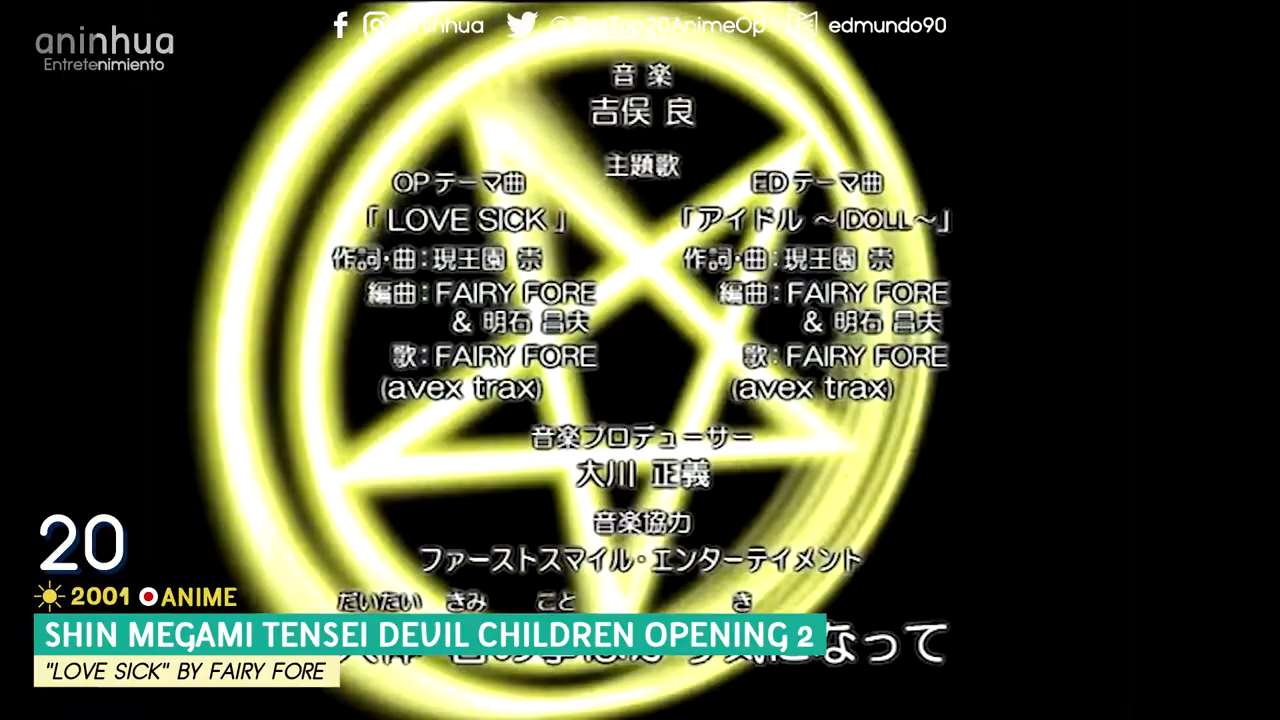 aninhua
Entretenimiento
aninhua
@TheTop20AnimeOp
edmundo90
音楽
吉俣 良
主題歌
OPテーマ曲
「LOVE SICK」
作詞・曲：現王園 崇
編曲：FAIRY FORE
& 明石 昌夫
歌：FAIRY FORE
(avex trax)
EDテーマ曲
「アイドル ～IDOLL～」
作詞・曲：現王園 崇
編曲：FAIRY FORE
& 明石 昌夫
歌：FAIRY FORE
(avex trax)
音楽プロデューサー
大川 正義
音楽協力
ファーストスマイル・エンターテイメント
だいたい きみ こと き
なって
20
2001 ANIME
SHIN MEGAMI TENSEI DEVIL CHILDREN OPENING 2
"LOVE SICK" BY FAIRY FORE